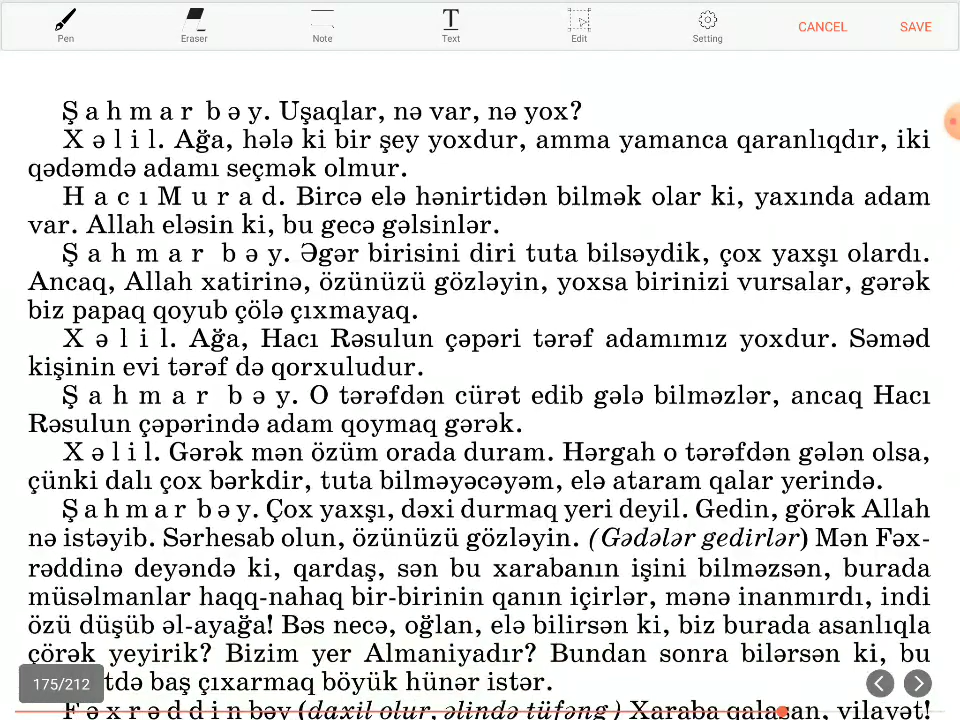 Pen Eraser Note Text Edit Setting CANCEL SAVE
Ş a h m a r b ə y. Uşaqlar, nə var, nə yox?
X ə l i l. Ağa, hələ ki bir şey yoxdur, amma yamanca qaranlıqdır, iki
qədəmdə adamı seçmək olmur.
H a c ı M u r a d. Bircə elə hənirtidən bilmək olar ki, yaxında adam
var. Allah eləsin ki, bu gecə gəlsinlər.
Ş a h m a r b ə y. Əgər birisini diri tuta bilsəydik, çox yaxşı olardı.
Ancaq, Allah xatirinə, özünüzü gözləyin, yoxsa birinizi vursalar, gərək
biz papaq qoyub çölə çıxmayaq.
X ə l i l. Ağa, Hacı Rəsulun çəpəri tərəf adamımız yoxdur. Səməd
kişinin evi tərəf də qorxuludur.
Ş a h m a r b ə y. O tərəfdən cürət edib gələ bilməzlər, ancaq Hacı
Rəsulun çəpərində adam qoymaq gərək.
X ə l i l. Gərək mən özüm orada duram. Hərgah o tərəfdən gələn olsa,
çünki dalı çox bərkdir, tuta bilməyəcəyəm, elə ataram qalar yerində.
Ş a h m a r b ə y. Çox yaxşı, dəxi durmaq yeri deyil. Gedin, görək Allah
nə istəyib. Sərhesab olun, özünüzü gözləyin. (Gədələr gedirlər) Mən Fəx-
rəddinə deyəndə ki, qardaş, sən bu xarabanın işini bilməzsən, burada
müsəlmanlar haqq-nahaq bir-birinin qanın içirlər, mənə inanmırdı, indi
özü düşüb əl-ayağa! Bəs necə, oğlan, elə bilirsən ki, biz burada asanlıqla
çörək yeyirik? Bizim yer Almaniyadır? Bundan sonra bilərsən ki, bu
tdə baş çıxarmaq böyük hünər istər.
175/212
F ə x r ə d d i n b ə y (daxil olur, əlində tüfəng) Xaraba qalasan, vilayət!